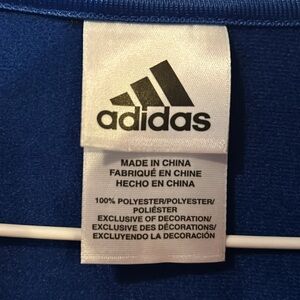 adidas
MADE IN CHINA
FABRIQUÉ EN CHINE
HECHO EN CHINA
100% POLYESTER/POLYESTER/
POLIÉSTER
EXCLUSIVE OF DECORATION/
EXCLUSIVE DES DÉCORATIONS/
EXCLUYENDO LA DECORACIÓN